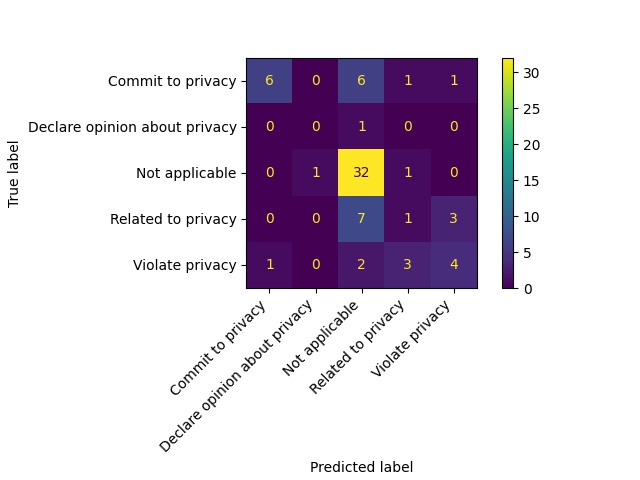 Commit to privacy 6 0 6 1 1
Declare opinion about privacy 0 0 1 0 0
Not applicable 0 1 32 1 0
Related to privacy 0 0 7 1 3
Violate privacy 1 0 2 3 4
True label
Commit to privacy
Declare opinion about privacy
Not applicable
Related to privacy
Violate privacy
Predicted label
30
25
20
15
10
5
0